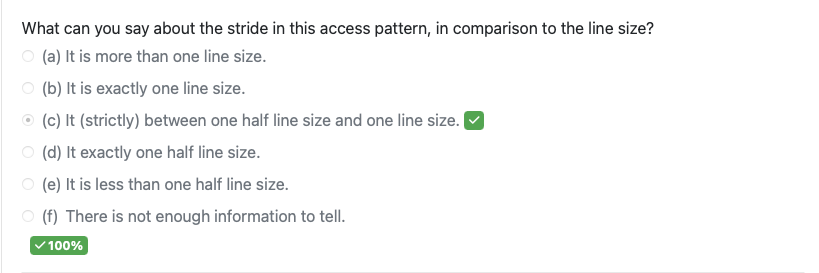 What can you say about the stride in this access pattern, in comparison to the line size?
(a) It is more than one line size.
(b) It is exactly one line size.
(c) It (strictly) between one half line size and one line size.
(d) It exactly one half line size.
(e) It is less than one half line size.
(f) There is not enough information to tell.
100%